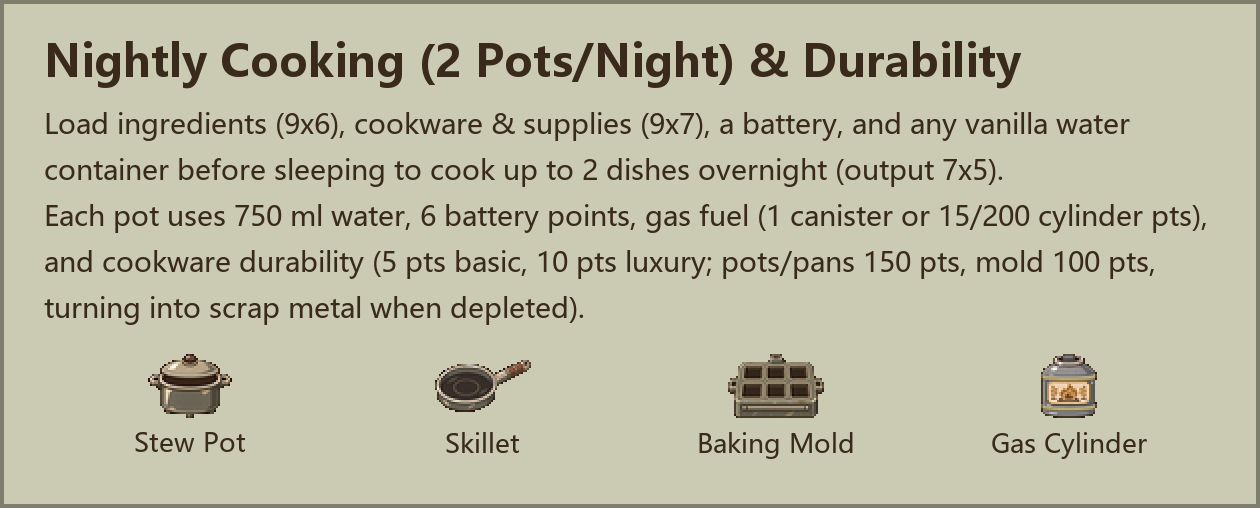 Nightly Cooking (2 Pots/Night) & Durability
Load ingredients (9x6), cookware & supplies (9x7), a battery, and any vanilla water
container before sleeping to cook up to 2 dishes overnight (output 7x5).
Each pot uses 750 ml water, 6 battery points, gas fuel (1 canister or 15/200 cylinder pts),
and cookware durability (5 pts basic, 10 pts luxury; pots/pans 150 pts, mold 100 pts,
turning into scrap metal when depleted).
Stew Pot
Skillet
Baking Mold
Gas Cylinder